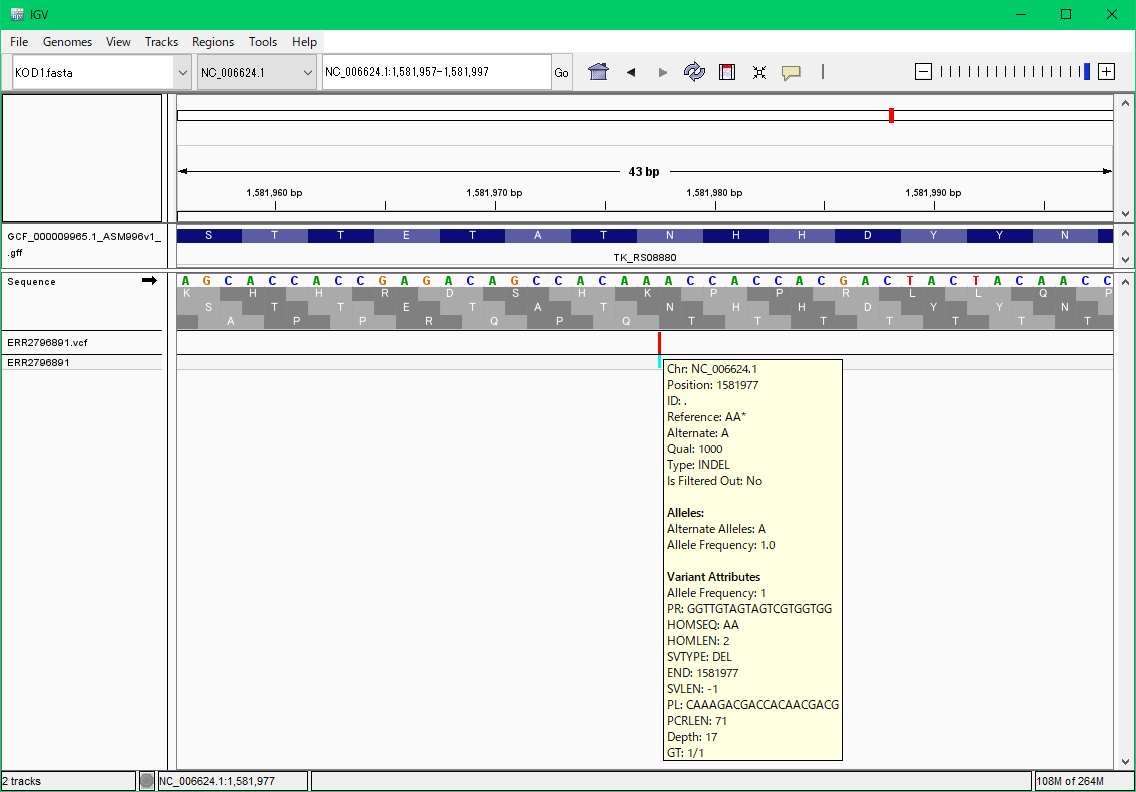 IGV
File Genomes View Tracks Regions Tools Help
KOD1.fasta NC_006624.1 NC_006624.1:1,581,957-1,581,997 Go
43 bp
1,581,960 bp 1,581,970 bp 1,581,980 bp 1,581,990 bp
GCF_000009965.1_ASM996v1_
.gff
S T T E T A T N H H D Y Y N
TK_RS08880
Sequence
A G C A C C A C C G A G A C A G C C A C A A A C C A C C A C G A C T A C T A C A A C C
K H H R D S H K P P R L L Q P
S T T E T A T N H H D Y Y N
A P P R Q P Q T T T T T T T
ERR2796891.vcf
ERR2796891
Chr: NC_006624.1
Position: 1581977
ID: .
Reference: AA*
Alternate: A
Qual: 1000
Type: INDEL
Is Filtered Out: No
Alleles:
Alternate Alleles: A
Allele Frequency: 1.0
Variant Attributes
Allele Frequency: 1
PR: GGTTGTAGTAGTCGTGGTGG
HOMSEQ: AA
HOMLEN: 2
SVTYPE: DEL
END: 1581977
SVLEN: -1
PL: CAAAGACGACCACAACGACG
PCRLEN: 71
Depth: 17
GT: 1/1
2 tracks NC_006624.1:1,581,977 108M of 264M